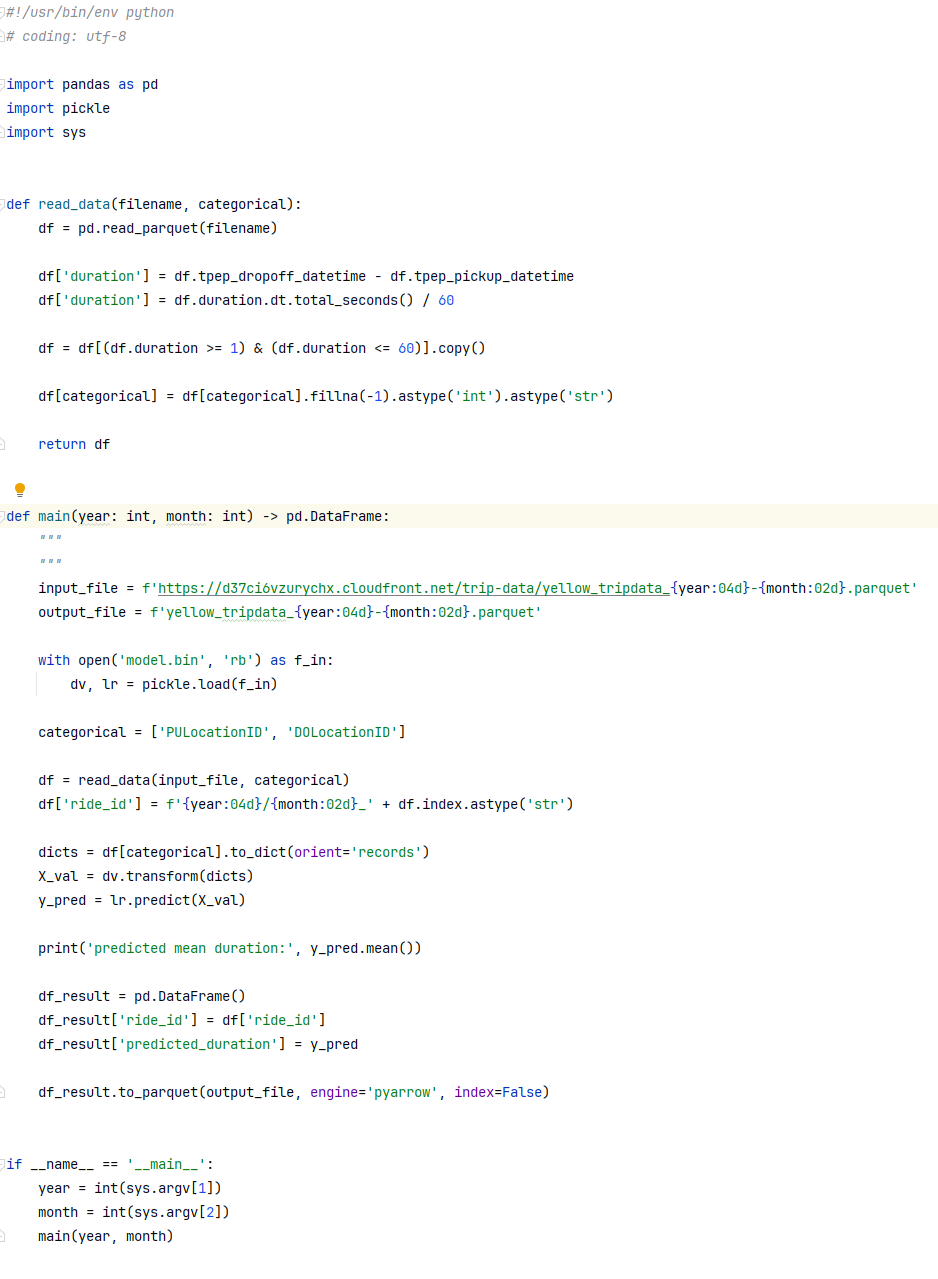 #!/usr/bin/env python
# coding: utf-8
import pandas as pd
import pickle
import sys
def read_data(filename, categorical):
    df = pd.read_parquet(filename)
    df['duration'] = df.tpep_dropoff_datetime - df.tpep_pickup_datetime
    df['duration'] = df.duration.dt.total_seconds() / 60
    df = df[(df.duration >= 1) & (df.duration <= 60)].copy()
    df[categorical] = df[categorical].fillna(-1).astype('int').astype('str')
    return df
def main(year: int, month: int) -> pd.DataFrame:
    """
    """
    input_file = f'https://d37ci6vzurychx.cloudfront.net/trip-data/yellow_tripdata_{year:04d}-{month:02d}.parquet'
    output_file = f'yellow_tripdata_{year:04d}-{month:02d}.parquet'
    with open('model.bin', 'rb') as f_in:
        dv, lr = pickle.load(f_in)
    categorical = ['PULocationID', 'DOLocationID']
    df = read_data(input_file, categorical)
    df['ride_id'] = f'{year:04d}/{month:02d}_' + df.index.astype('str')
    dicts = df[categorical].to_dict(orient='records')
    X_val = dv.transform(dicts)
    y_pred = lr.predict(X_val)
    print('predicted mean duration:', y_pred.mean())
    df_result = pd.DataFrame()
    df_result['ride_id'] = df['ride_id']
    df_result['predicted_duration'] = y_pred
    df_result.to_parquet(output_file, engine='pyarrow', index=False)
if __name__ == '__main__':
    year = int(sys.argv[1])
    month = int(sys.argv[2])
    main(year, month)